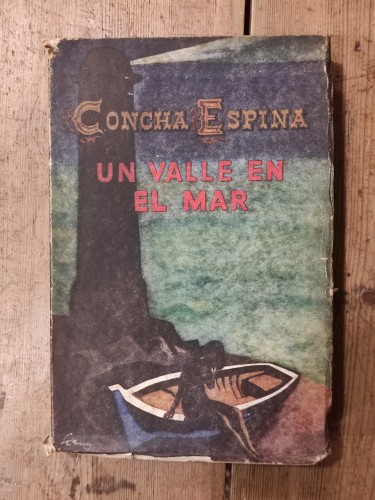 CONCHA ESPINA
UN VALLE EN
EL MAR